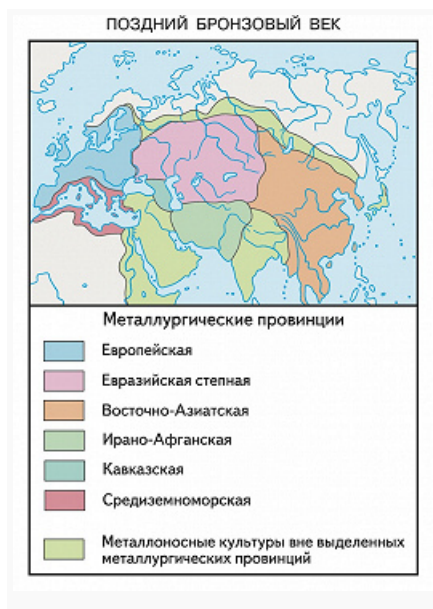 ПОЗДНИЙ БРОНЗОВЫЙ ВЕК
Металлургические провинции
Европейская
Евразийская степная
Восточно-Азиатская
Ирано-Афганская
Кавказская
Средиземноморская
Металлоносные культуры вне выделенных
металлургических провинций